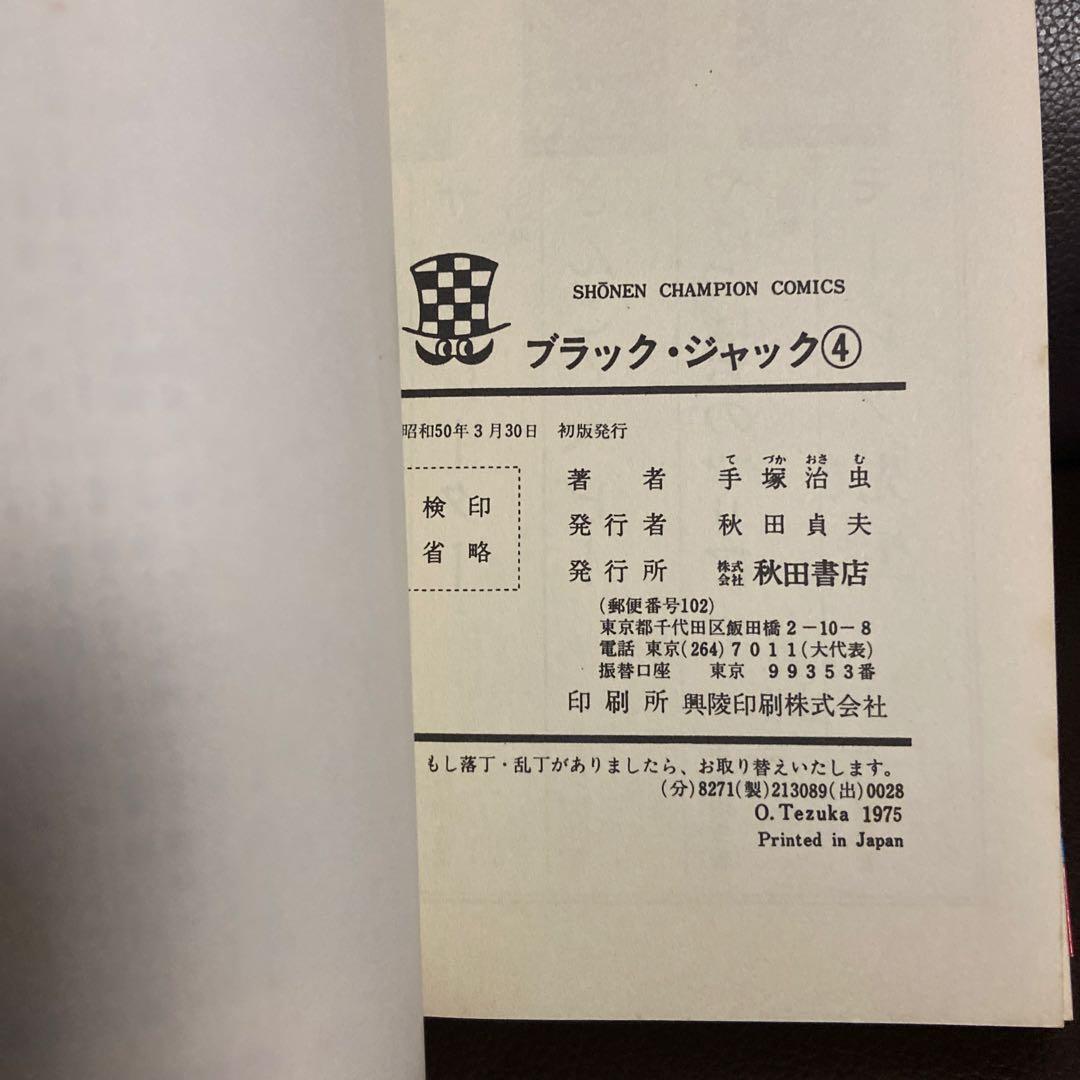 SHŌNEN CHAMPION COMICS
ブラック・ジャック④
昭和50年3月30日 初版発行
検印
省略
てづかおさむ
著者 手塚治虫
発行者 秋田貞夫
発行所 株式会社 秋田書店
(郵便番号102)
東京都千代田区飯田橋2-10-8
電話 東京(264)7011(大代表)
振替口座 東京 99353番
印刷所 興陵印刷株式会社
もし落丁・乱丁がありましたら、お取り替えいたします。
(分)8271(製)213089(出)0028
O. Tezuka 1975
Printed in Japan